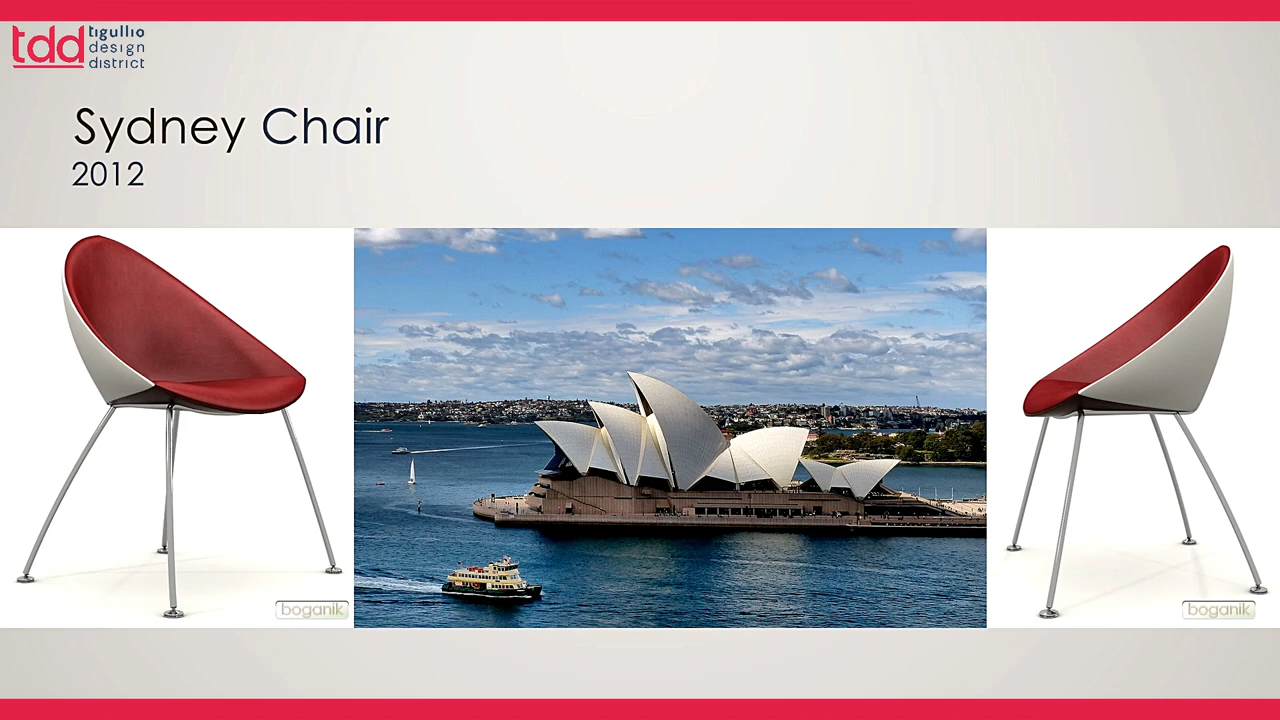 tdd
tigullio
design
district
Sydney Chair
2012
boganik
boganik